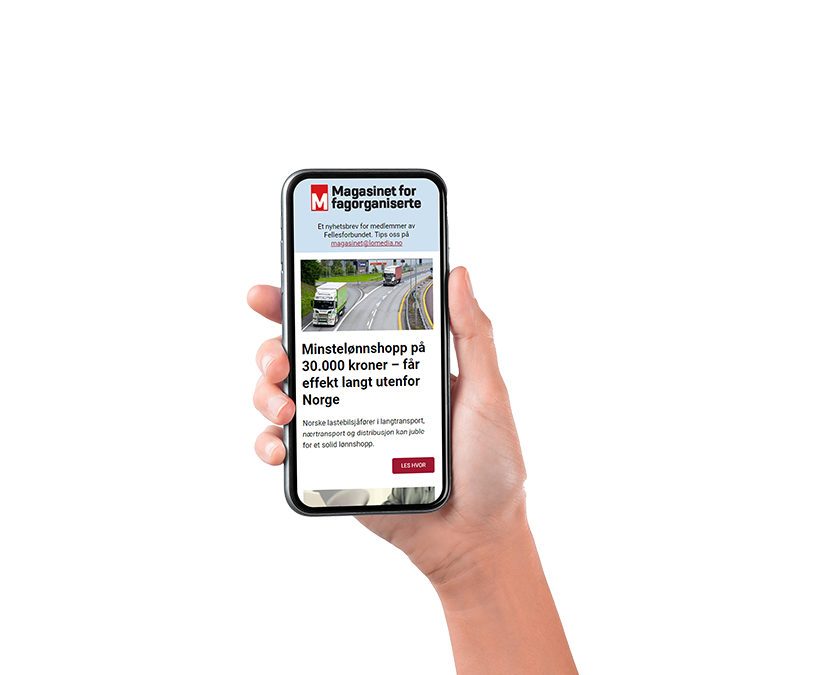 M
Magasinet for
fagorganiserte
Et nyhetsbrev for medlemmer av
Fellesforbundet. Tips oss på
magasinet@lomedia.no
Minstelønnshopp på
30.000 kroner – får
effekt langt utenfor
Norge
Norske lastebilsjåfører i langtransport,
nærtransport og distribusjon kan juble
for et solid lønnshopp.
LES HVOR